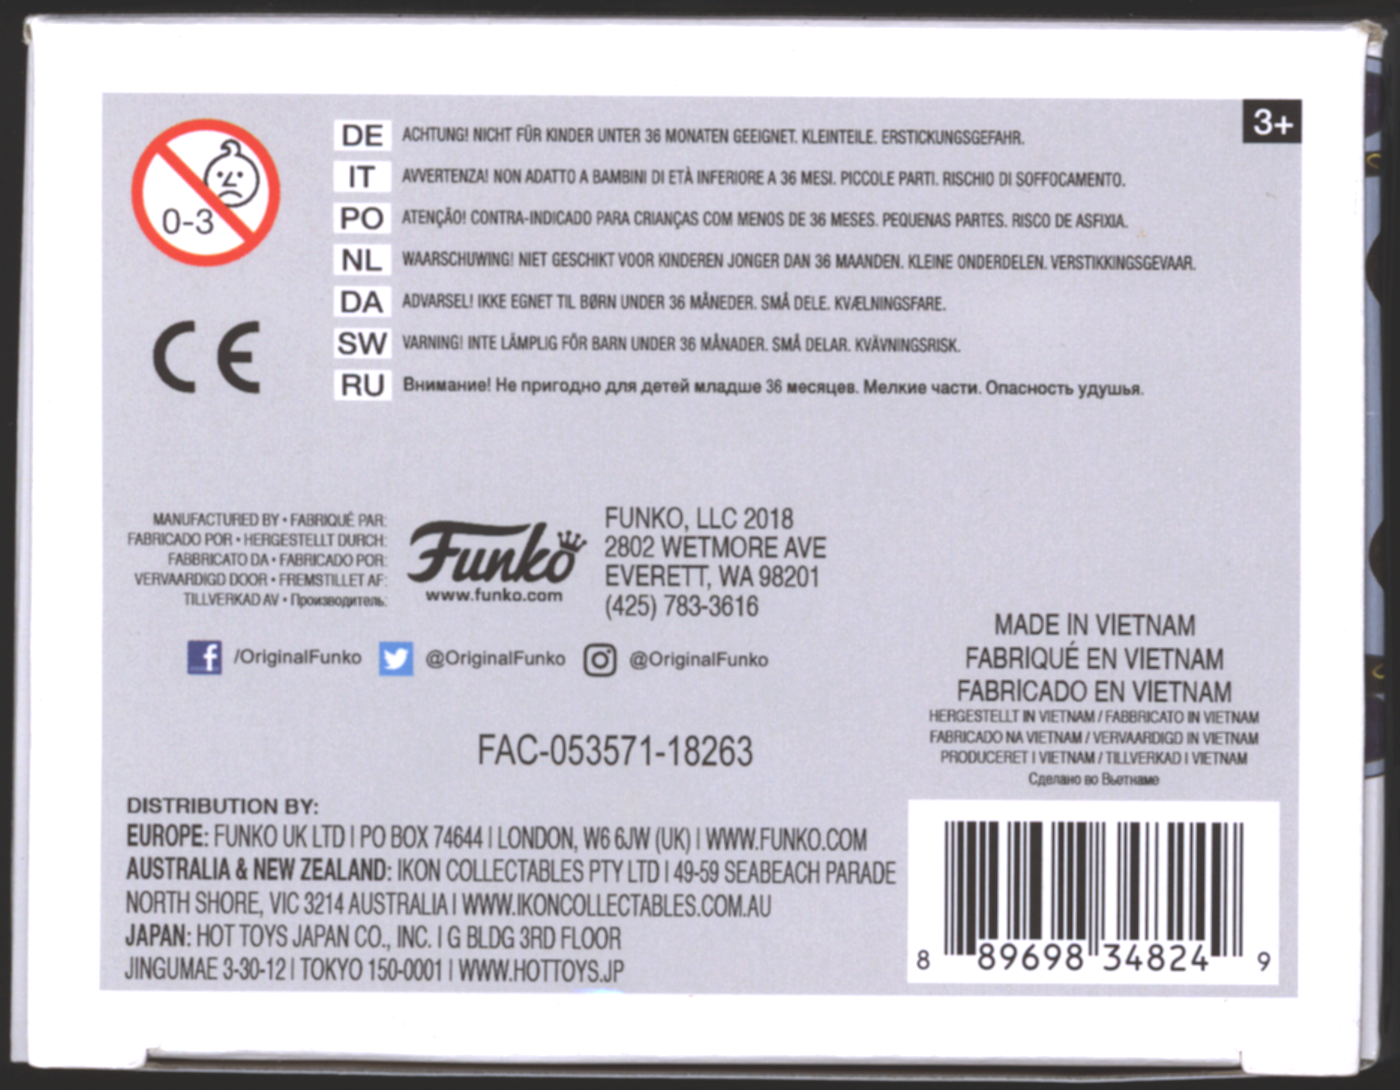 3+
0-3
DE ACHTUNG! NICHT FÜR KINDER UNTER 36 MONATEN GEEIGNET. KLEINTEILE. ERSTICKUNGSGEFAHR.
IT AVVERTENZA! NON ADATTO A BAMBINI DI ETÀ INFERIORE A 36 MESI. PICCOLE PARTI. RISCHIO DI SOFFOCAMENTO.
PO ATENÇÃO! CONTRA-INDICADO PARA CRIANÇAS COM MENOS DE 36 MESES. PEQUENAS PARTES. RISCO DE ASFIXIA.
NL WAARSCHUWING! NIET GESCHIKT VOOR KINDEREN JONGER DAN 36 MAANDEN. KLEINE ONDERDELEN. VERSTIKKINGSGEVAAR.
DA ADVARSEL! IKKE EGNET TIL BØRN UNDER 36 MÅNEDER. SMÅ DELE. KVÆLNINGSFARE.
SW VARNING! INTE LÄMPLIG FÖR BARN UNDER 36 MÅNADER. SMÅ DELAR. KVÄVNINGSRISK.
RU Внимание! Не пригодно для детей младше 36 месяцев. Мелкие части. Опасность удушья.
CE
MANUFACTURED BY • FABRIQUÉ PAR:
FABRICADO POR • HERGESTELLT DURCH:
FABBRICATO DA • FABRICADO POR:
VERVAARDIGD DOOR • FREMSTILLET AF:
TILLVERKAD AV • Производитель:
Funko
www.funko.com
FUNKO, LLC 2018
2802 WETMORE AVE
EVERETT, WA 98201
(425) 783-3616
/OriginalFunko @OriginalFunko @OriginalFunko
MADE IN VIETNAM
FABRIQUÉ EN VIETNAM
FABRICADO EN VIETNAM
HERGESTELLT IN VIETNAM / FABBRICATO IN VIETNAM
FABRICADO NA VIETNAM / VERVAARDIGD IN VIETNAM
PRODUCERET I VIETNAM / TILLVERKAD I VIETNAM
Сделано во Вьетнаме
FAC-053571-18263
DISTRIBUTION BY:
EUROPE: FUNKO UK LTD | PO BOX 74644 | LONDON, W6 6JW (UK) | WWW.FUNKO.COM
AUSTRALIA & NEW ZEALAND: IKON COLLECTABLES PTY LTD | 49-59 SEABEACH PARADE
NORTH SHORE, VIC 3214 AUSTRALIA | WWW.IKONCOLLECTABLES.COM.AU
JAPAN: HOT TOYS JAPAN CO., INC. | G BLDG 3RD FLOOR
JINGUMAE 3-30-12 | TOKYO 150-0001 | WWW.HOTTOYS.JP
8 89698 34824 9